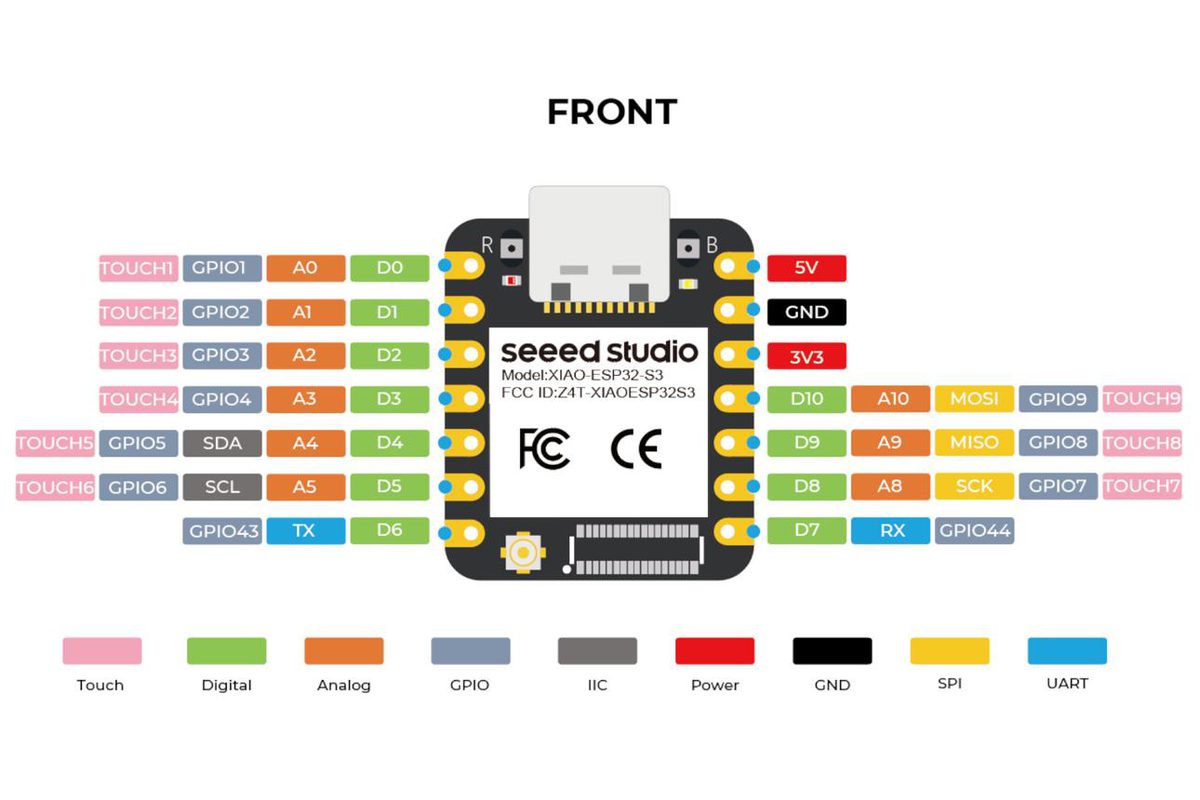 FRONT
R B
TOUCH1 GPIO1 A0 D0 5V
TOUCH2 GPIO2 A1 D1 GND
TOUCH3 GPIO3 A2 D2 3V3
TOUCH4 GPIO4 A3 D3 D10 A10 MOSI GPIO9 TOUCH9
TOUCH5 GPIO5 SDA A4 D4 D9 A9 MISO GPIO8 TOUCH8
TOUCH6 GPIO6 SCL A5 D5 D8 A8 SCK GPIO7 TOUCH7
GPIO43 TX D6 D7 RX GPIO44
seeed studio
Model:XIAO-ESP32-S3
FCC ID:Z4T-XIAOESP32S3
FC CE
Touch Digital Analog GPIO IIC Power GND SPI UART